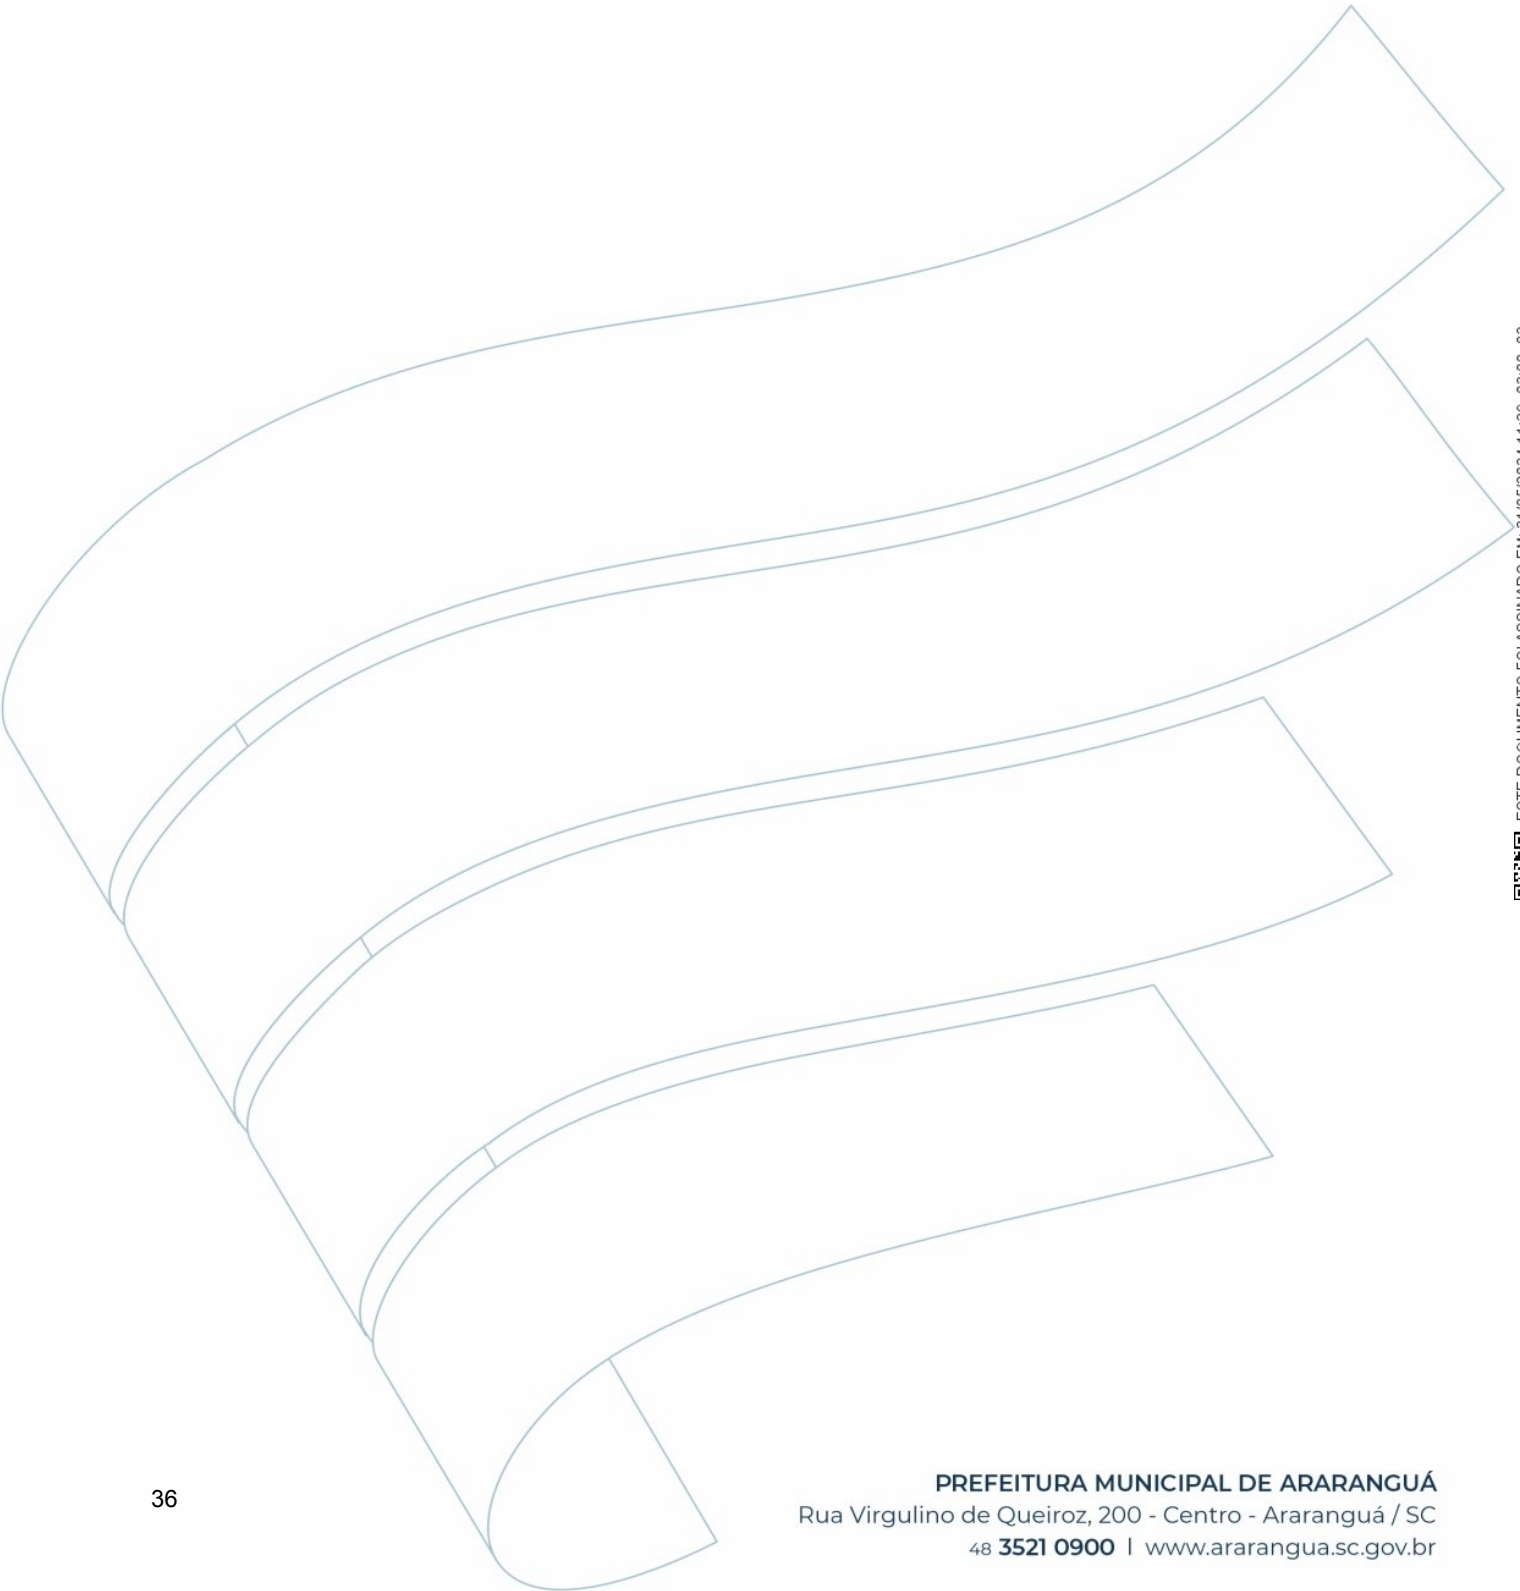 36
PREFEITURA MUNICIPAL DE ARARANGUÁ
Rua Virgulino de Queiroz, 200 - Centro - Araranguá / SC
48 3521 0900 | www.ararangua.sc.gov.br